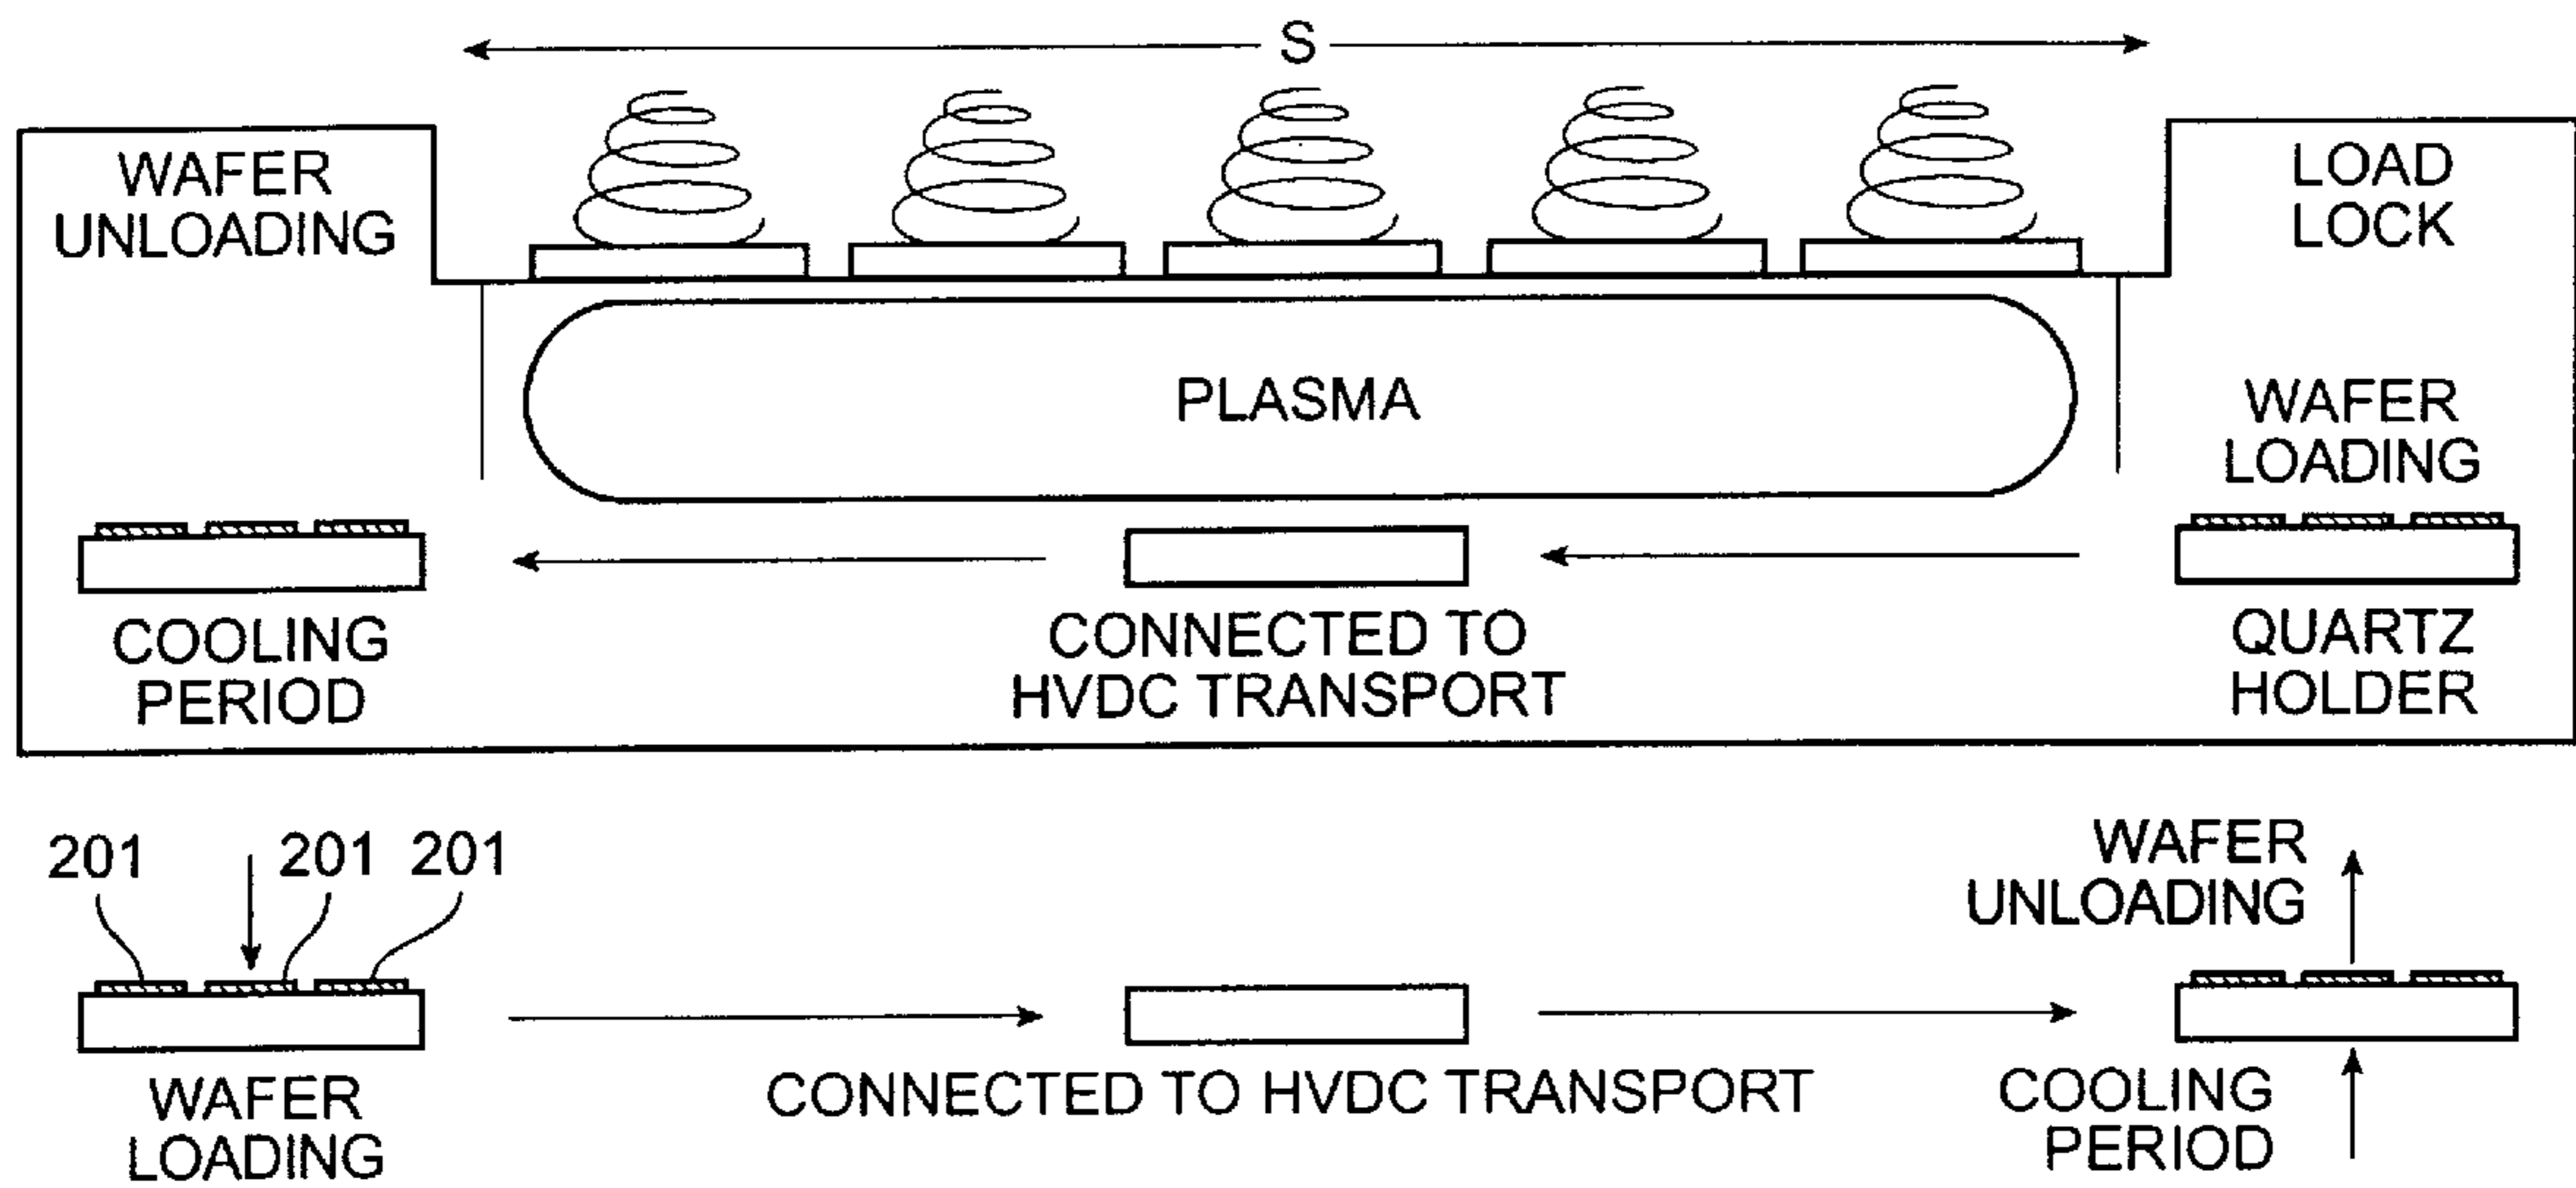 S
WAFER
UNLOADING
LOAD
LOCK
PLASMA
WAFER
LOADING
COOLING
PERIOD
CONNECTED TO
HVDC TRANSPORT
QUARTZ
HOLDER
201
201
201
WAFER
UNLOADING
WAFER
LOADING
CONNECTED TO HVDC TRANSPORT
COOLING
PERIOD